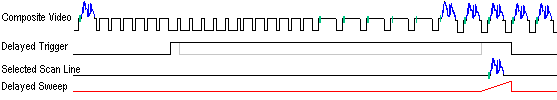 Composite Video
Delayed Trigger
Selected Scan Line
Delayed Sweep